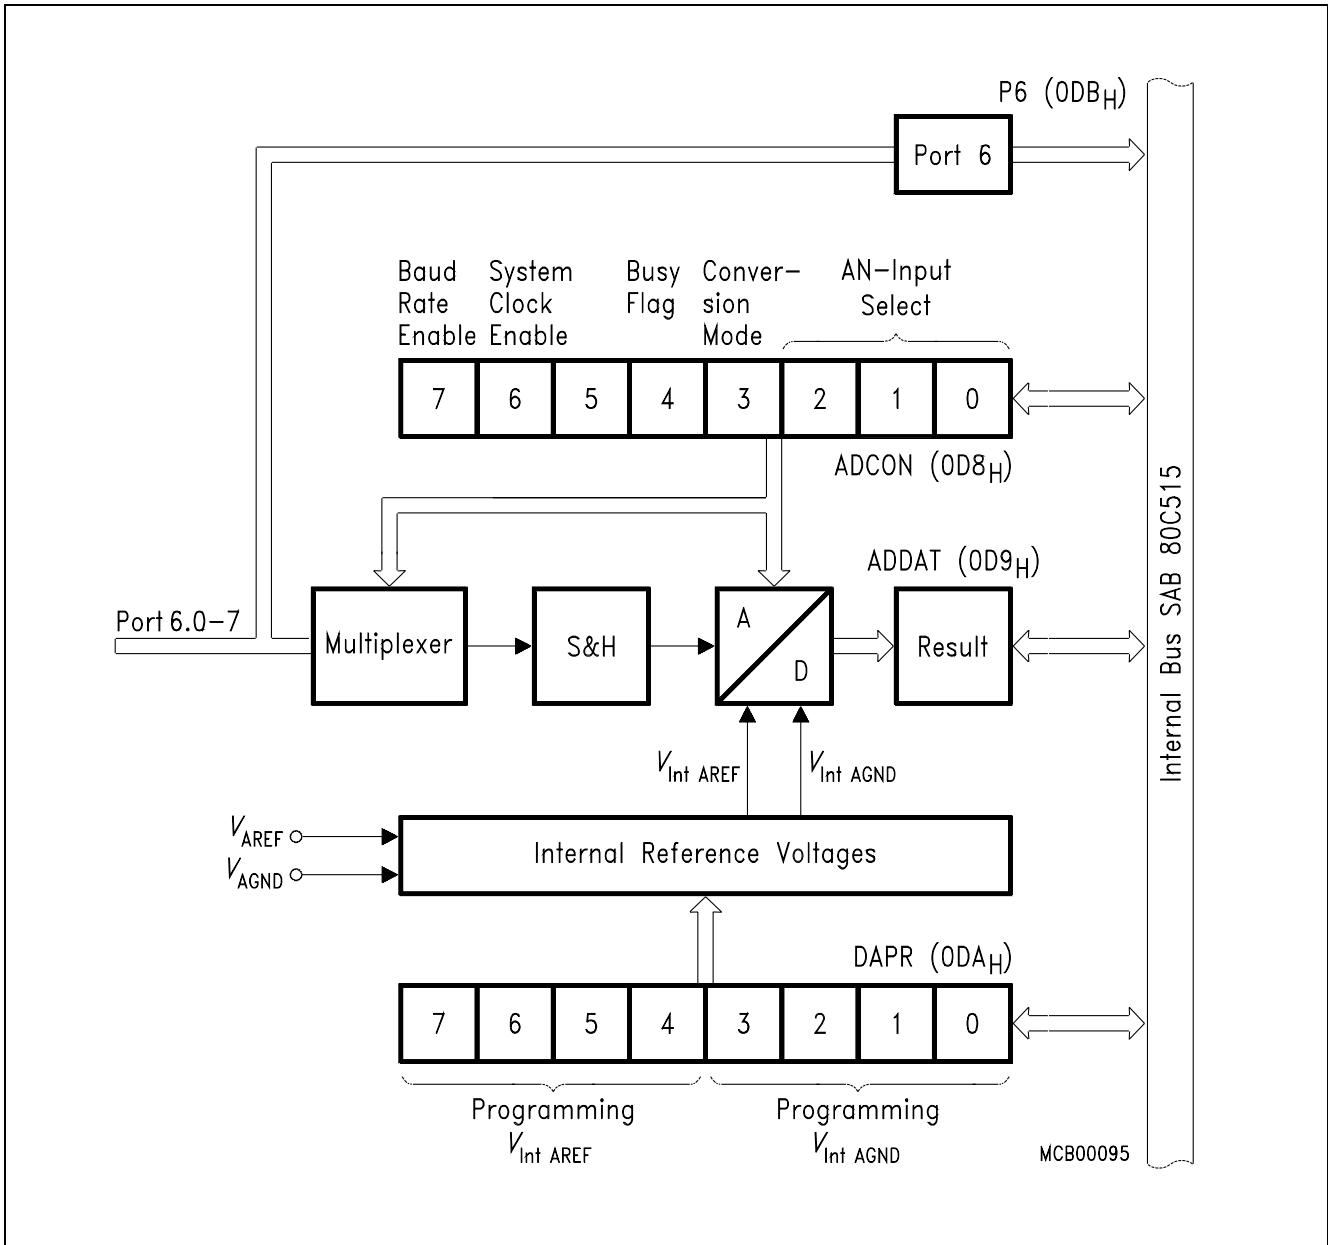 P6 (0DBH)
Port 6
Baud Rate Enable
System Clock Enable
Busy Flag
Conver-
sion
Mode
AN-Input
Select
7 6 5 4 3 2 1 0
ADCON (0D8H)
ADDAT (0D9H)
Port 6.0-7
Multiplexer
S&H
A
D
Result
VInt AREF
VInt AGND
VAREF
VAGND
Internal Reference Voltages
DAPR (0DAH)
7 6 5 4 3 2 1 0
Programming
VInt AREF
Programming
VInt AGND
MCB00095
Internal Bus SAB 80C515